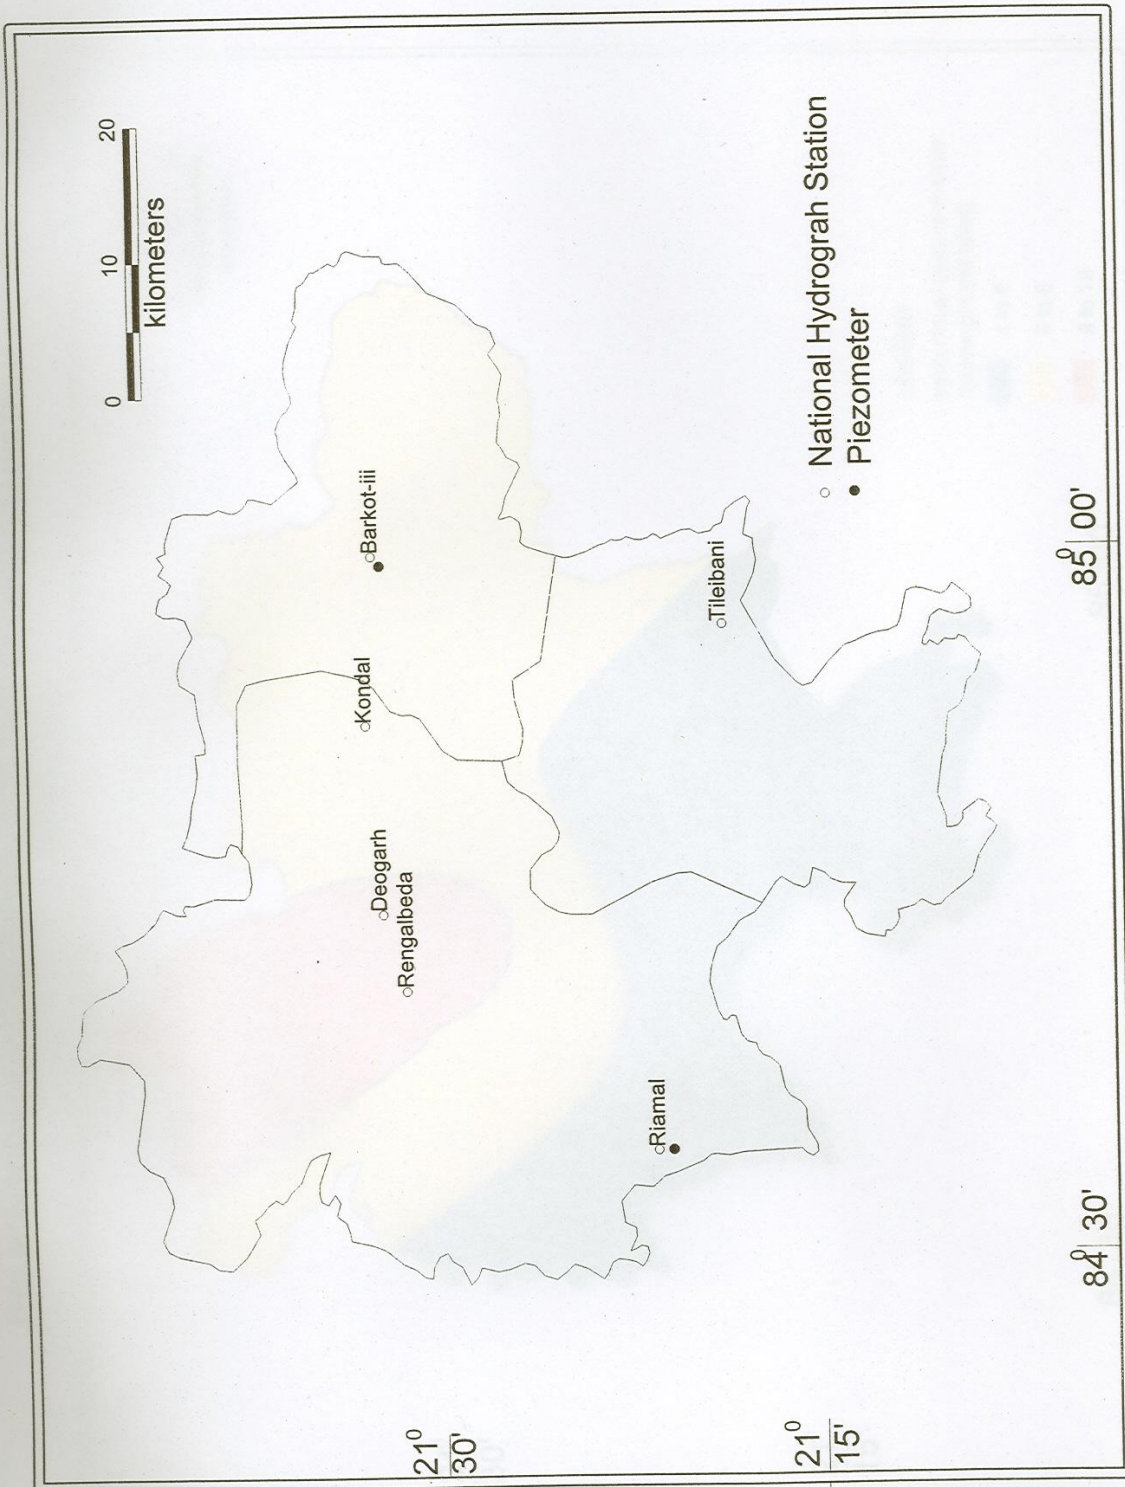 0 10 20
kilometers
Barkot-iii
Kondal
Deogarh
Rengalbeda
Riamal
Tileibani
○ National Hydrograh Station
● Piezometer
21⁰
30'
21⁰
15'
84⁰ 30'
85⁰ 00'